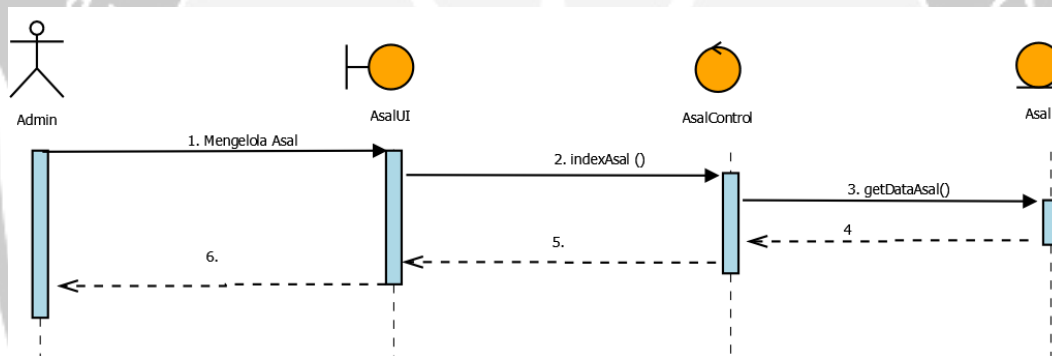 Admin
AsalUI
AsalControl
Asal
1. Mengelola Asal
2. indexAsal ()
3. getDataAsal()
4
5.
6.